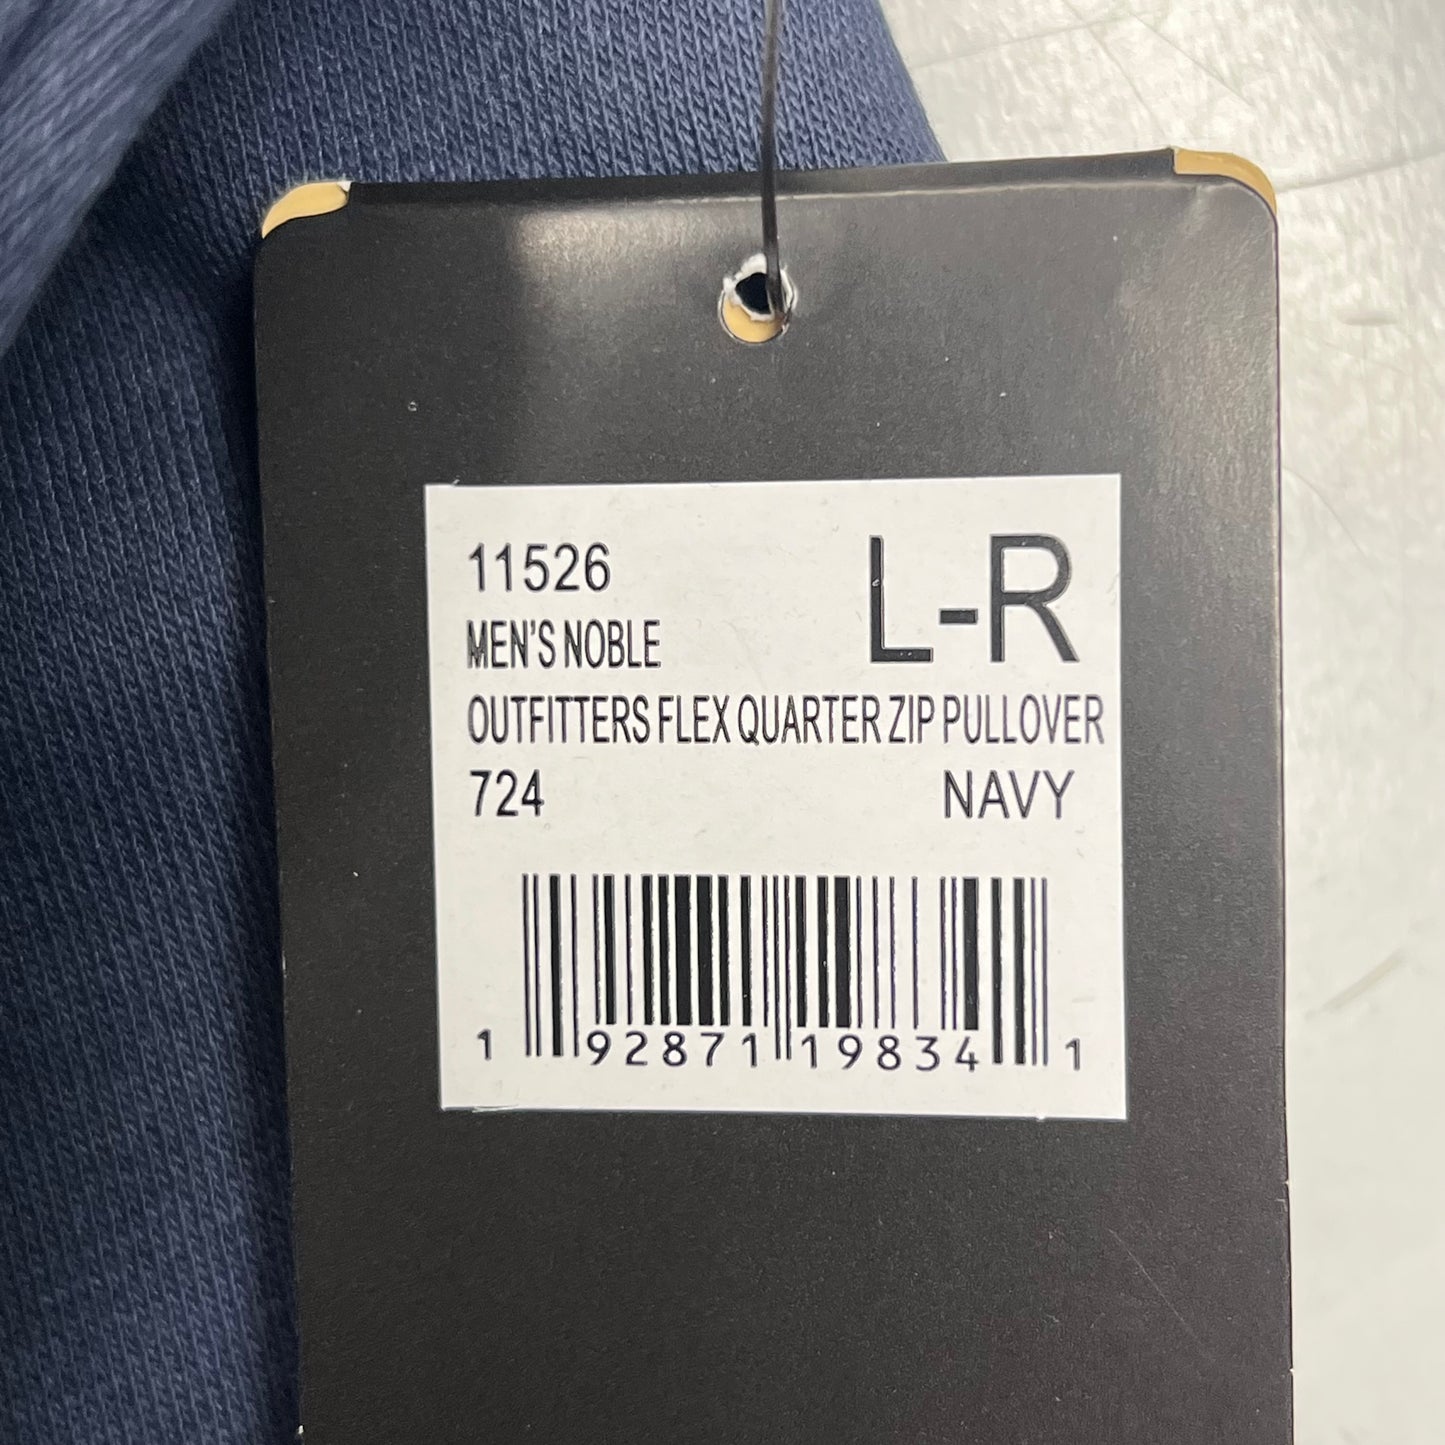 11526
L-R
MEN'S NOBLE
OUTFITTERS FLEX QUARTER ZIP PULLOVER
724 NAVY
1 92871 19834 1